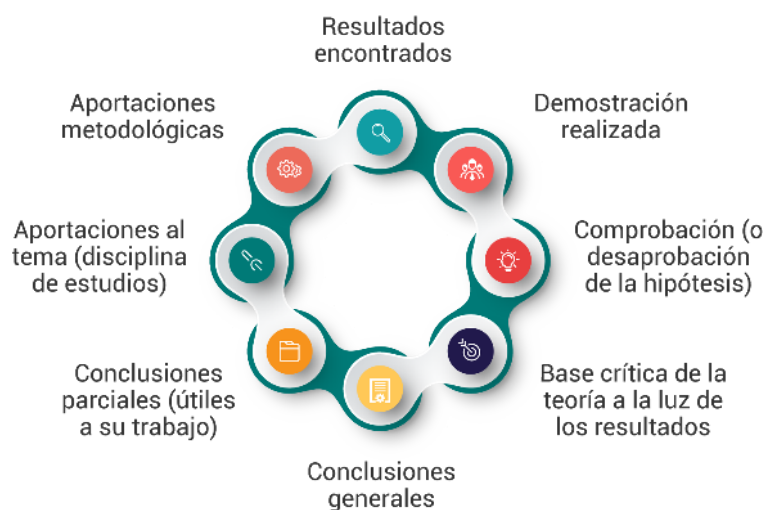 Resultados
encontrados
Demostración
realizada
Comprobación (o
desaprobación
de la hipótesis)
Base crítica de la
teoría a la luz de
los resultados
Conclusiones
generales
Conclusiones
parciales (útiles
a su trabajo)
Aportaciones al
tema (disciplina
de estudios)
Aportaciones
metodológicas